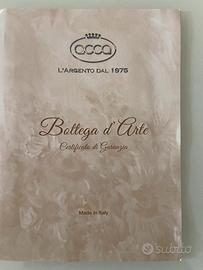 acca
L'ARGENTO DAL 1975
Bottega d'Arte
Certificato di Garanzia
Made in Italy
subito